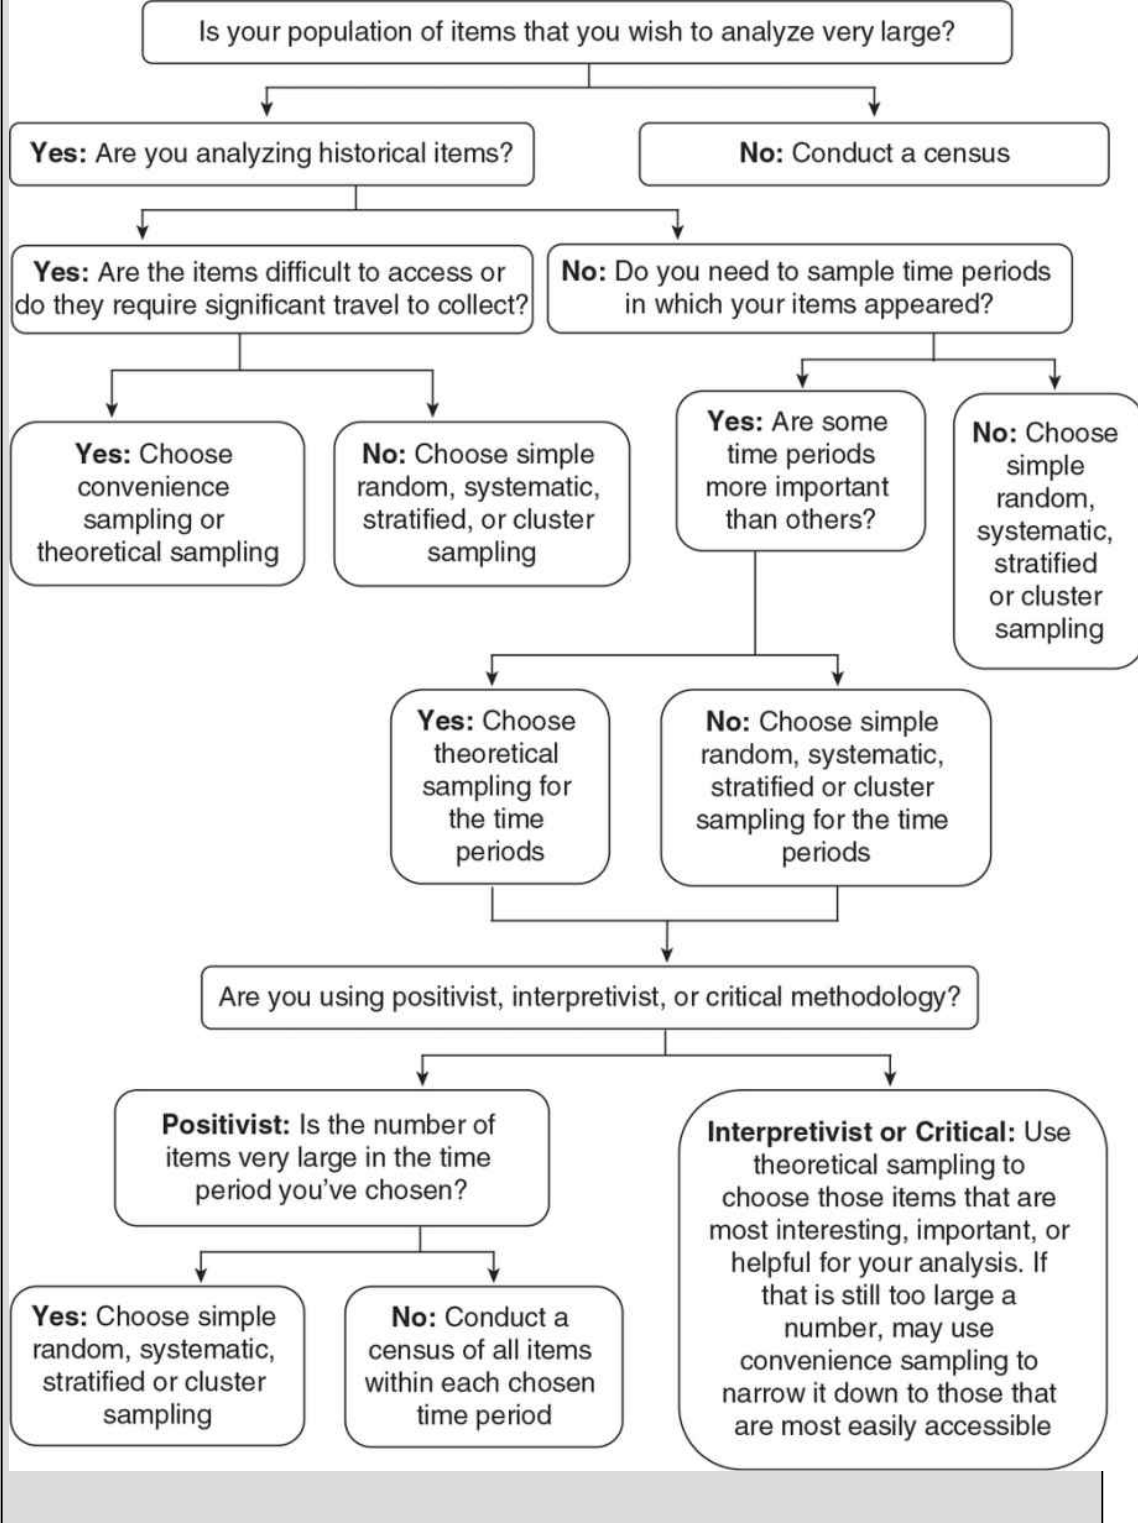 Is your population of items that you wish to analyze very large?
Yes: Are you analyzing historical items?
No: Conduct a census
Yes: Are the items difficult to access or
do they require significant travel to collect?
No: Do you need to sample time periods
in which your items appeared?
Yes: Choose
convenience
sampling or
theoretical sampling
No: Choose simple
random, systematic,
stratified, or cluster
sampling
Yes: Are some
time periods
more important
than others?
No: Choose
simple
random,
systematic,
stratified
or cluster
sampling
Yes: Choose
theoretical
sampling for
the time
periods
No: Choose simple
random, systematic,
stratified or cluster
sampling for the time
periods
Are you using positivist, interpretivist, or critical methodology?
Positivist: Is the number of
items very large in the time
period you've chosen?
Interpretivist or Critical: Use
theoretical sampling to
choose those items that are
most interesting, important, or
helpful for your analysis. If
that is still too large a
number, may use
convenience sampling to
narrow it down to those that
are most easily accessible
Yes: Choose simple
random, systematic,
stratified or cluster
sampling
No: Conduct a
census of all items
within each chosen
time period